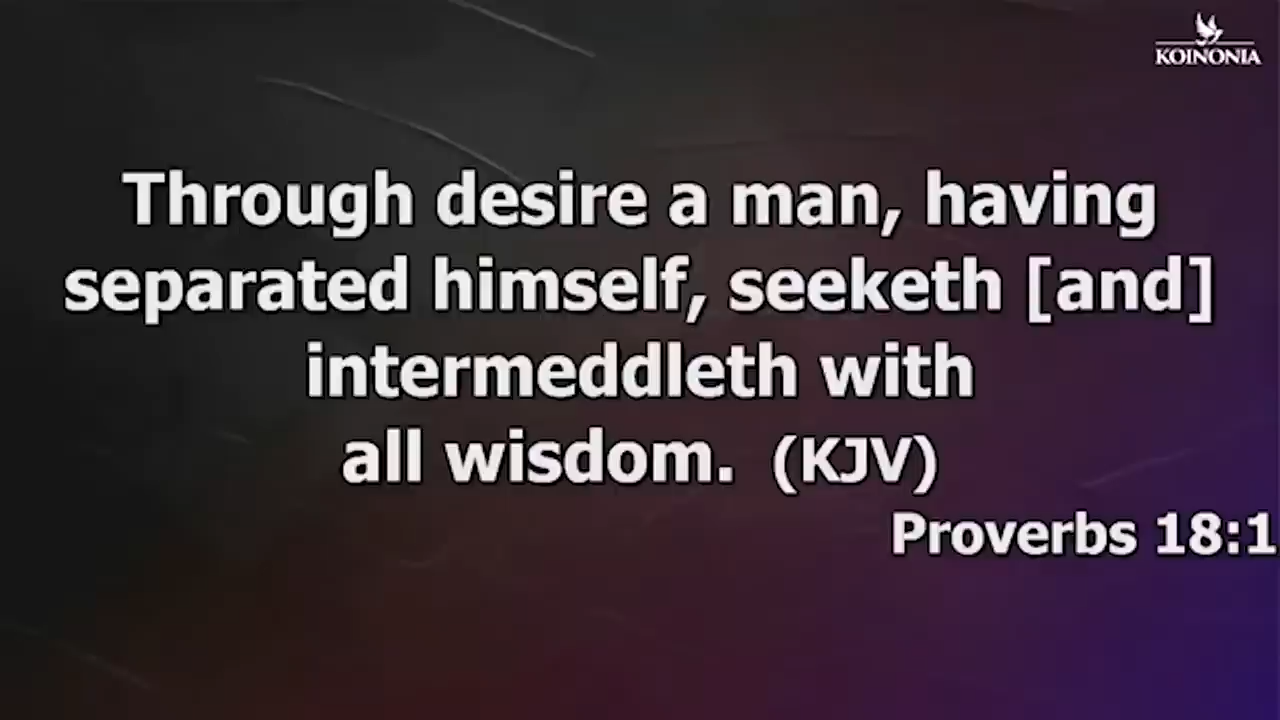 KOINONIA
Through desire a man, having
separated himself, seeketh [and]
intermeddleth with
all wisdom. (KJV)
Proverbs 18:1